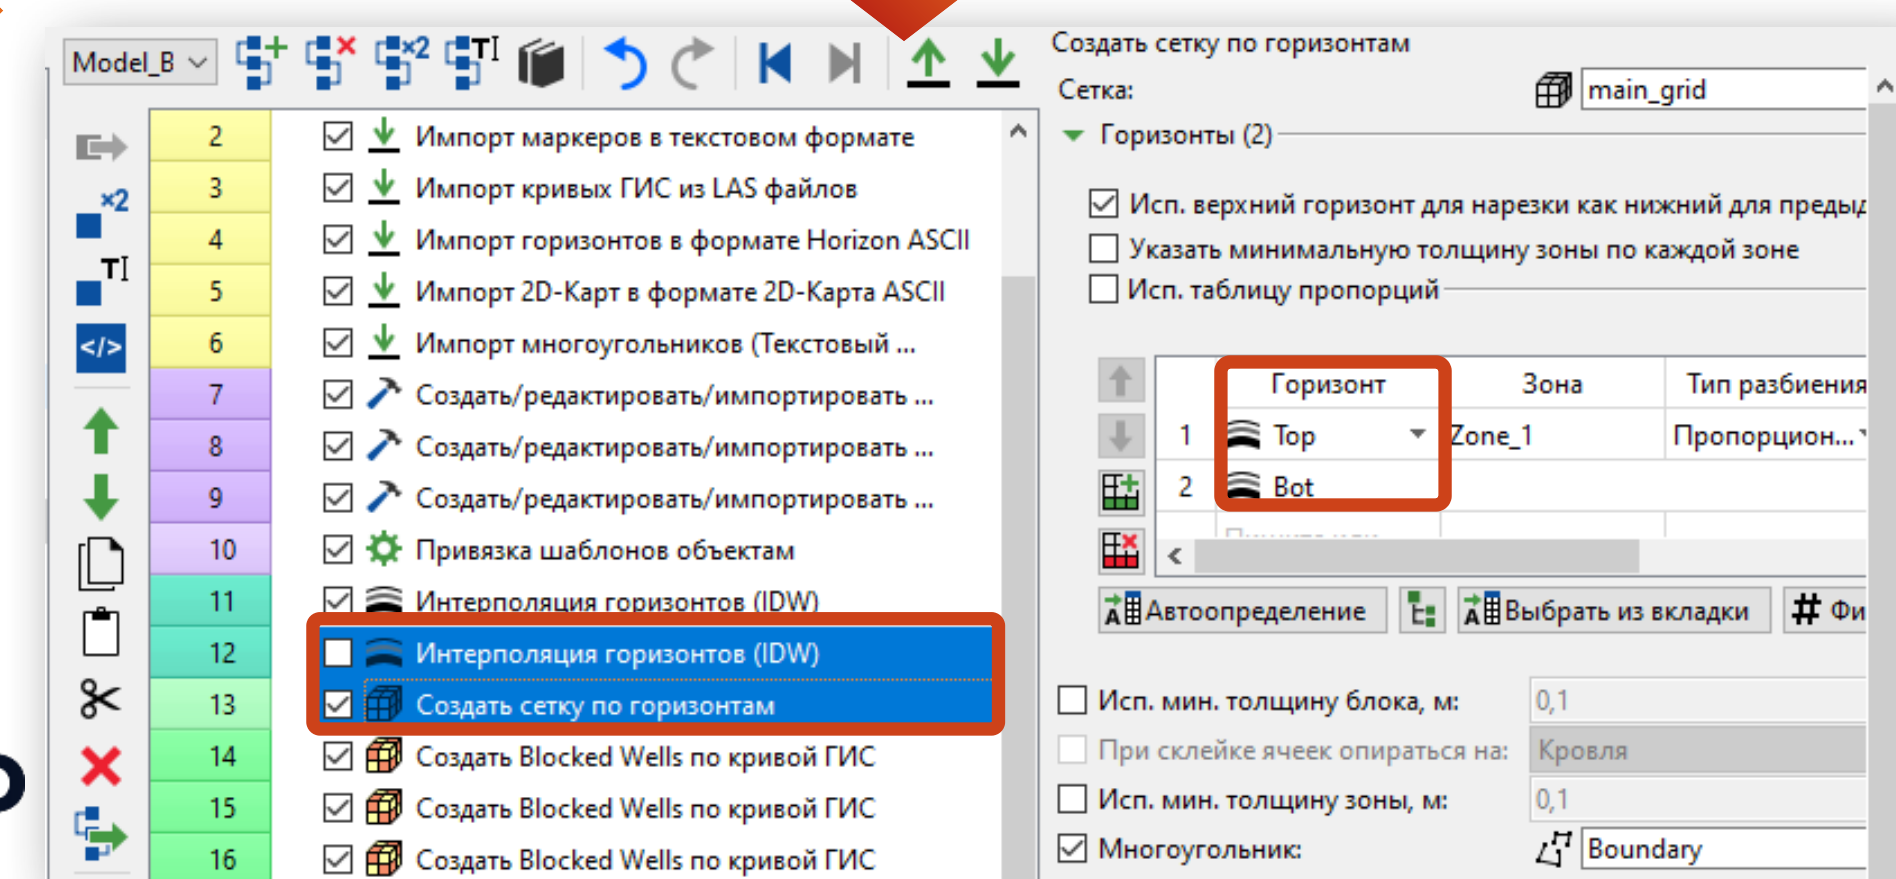 Model_B
×2
TI
Создать сетку по горизонтам
Сетка:
main_grid
Горизонты (2)
×2
TI
</>
2 Импорт маркеров в текстовом формате
3 Импорт кривых ГИС из LAS файлов
4 Импорт горизонтов в формате Horizon ASCII
5 Импорт 2D-Карт в формате 2D-Карта ASCII
6 Импорт многоугольников (Текстовый ...
7 Создать/редактировать/импортировать ...
8 Создать/редактировать/импортировать ...
9 Создать/редактировать/импортировать ...
10 Привязка шаблонов объектам
11 Интерполяция горизонтов (IDW)
12 Интерполяция горизонтов (IDW)
13 Создать сетку по горизонтам
14 Создать Blocked Wells по кривой ГИС
15 Создать Blocked Wells по кривой ГИС
16 Создать Blocked Wells по кривой ГИС
Исп. верхний горизонт для нарезки как нижний для предыд
Указать минимальную толщину зоны по каждой зоне
Исп. таблицу пропорций
Горизонт Зона Тип разбиения
1 Top Zone_1 Пропорцион...
2 Bot
Автоопределение Выбрать из вкладки # Фи
Исп. мин. толщину блока, м: 0,1
При склейке ячеек опираться на: Кровля
Исп. мин. толщину зоны, м: 0,1
Многоугольник: Boundary